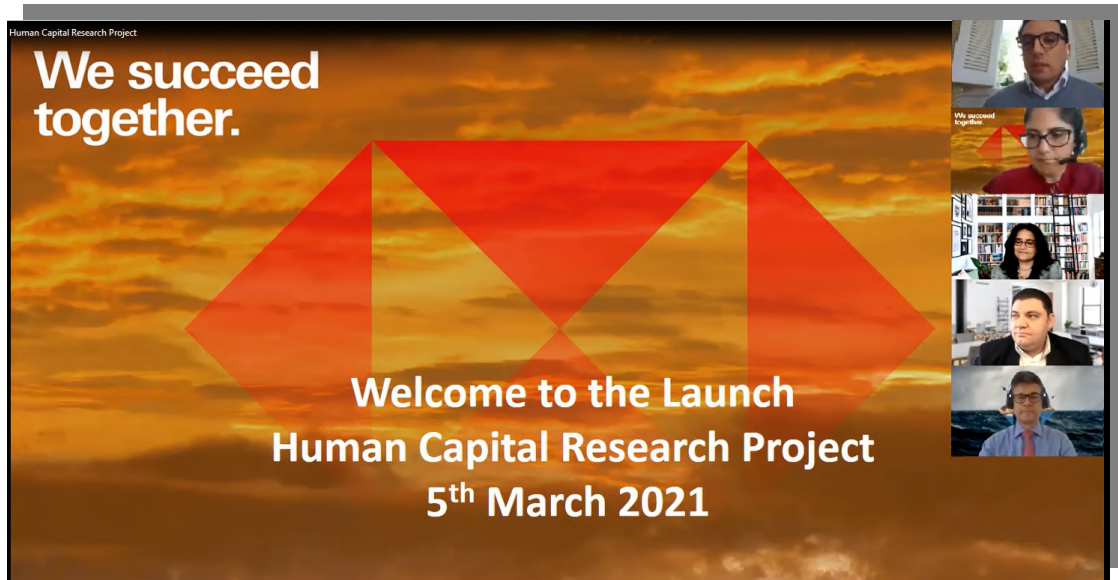 Human Capital Research Project
We succeed
together.
We succeed
together.
Welcome to the Launch
Human Capital Research Project
5th March 2021